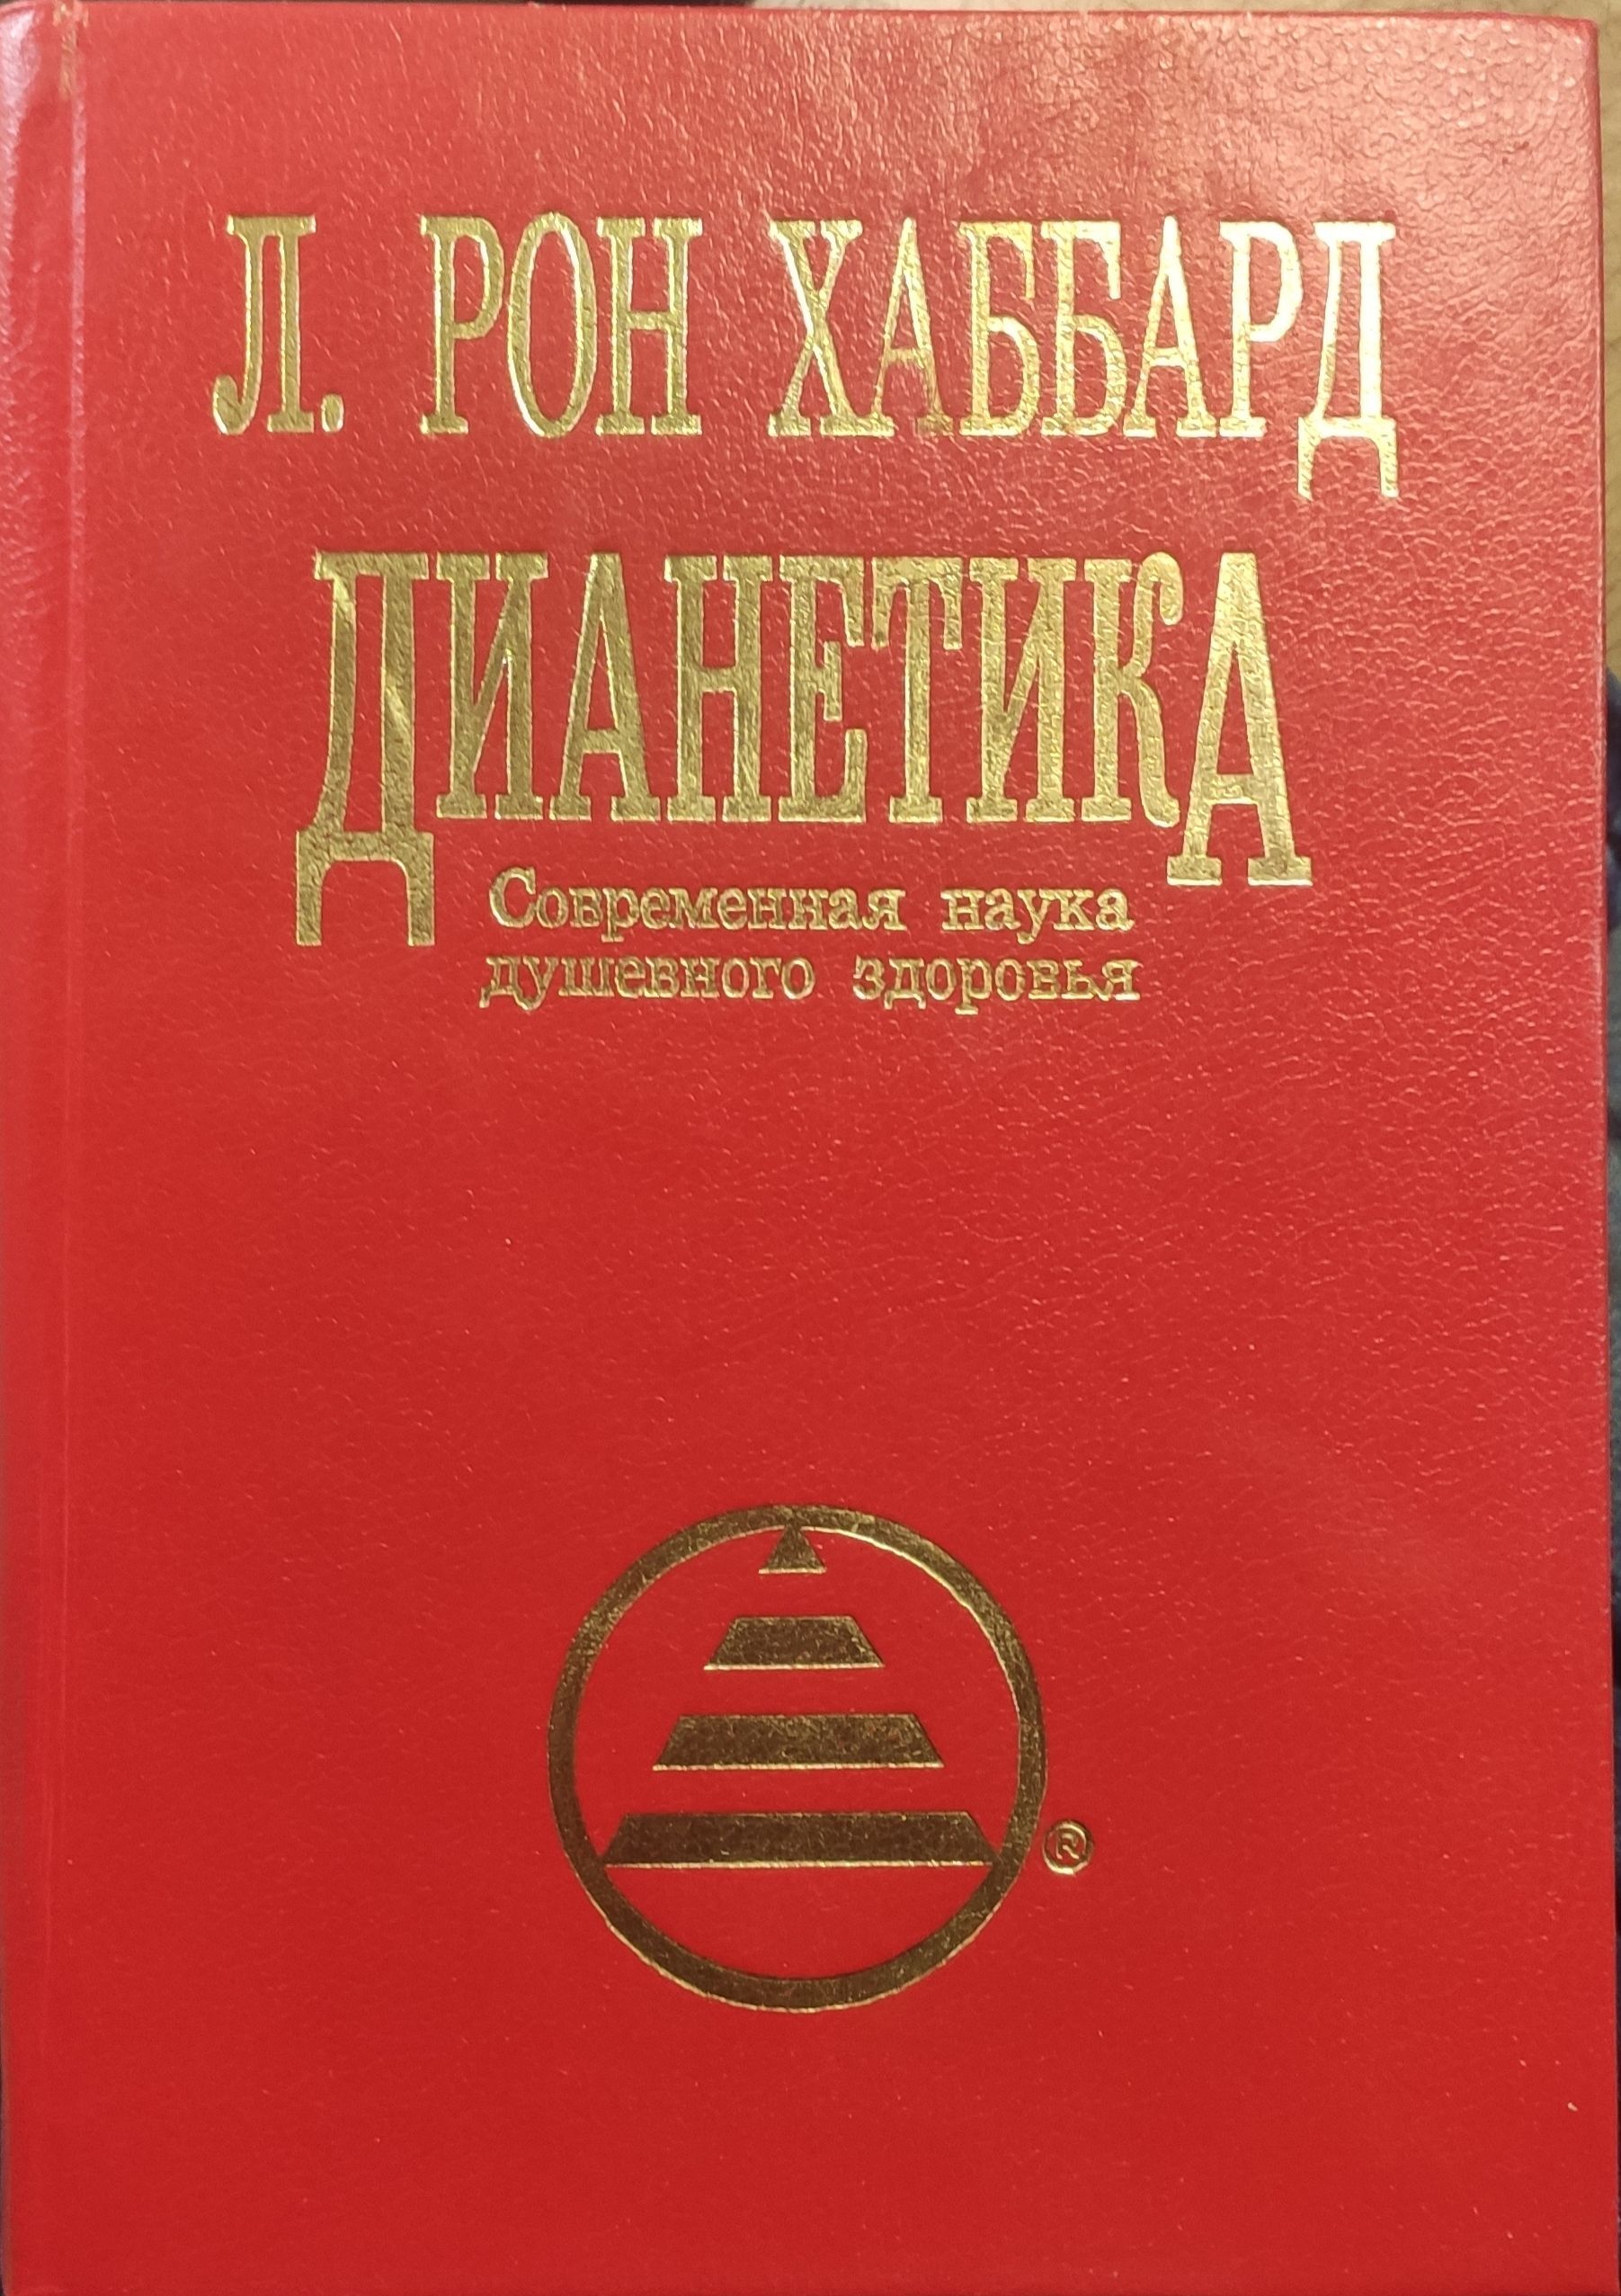 Л. РОН ХАББАРД
ДИАНЕТИКА
Современная наука
душевного здоровья
®